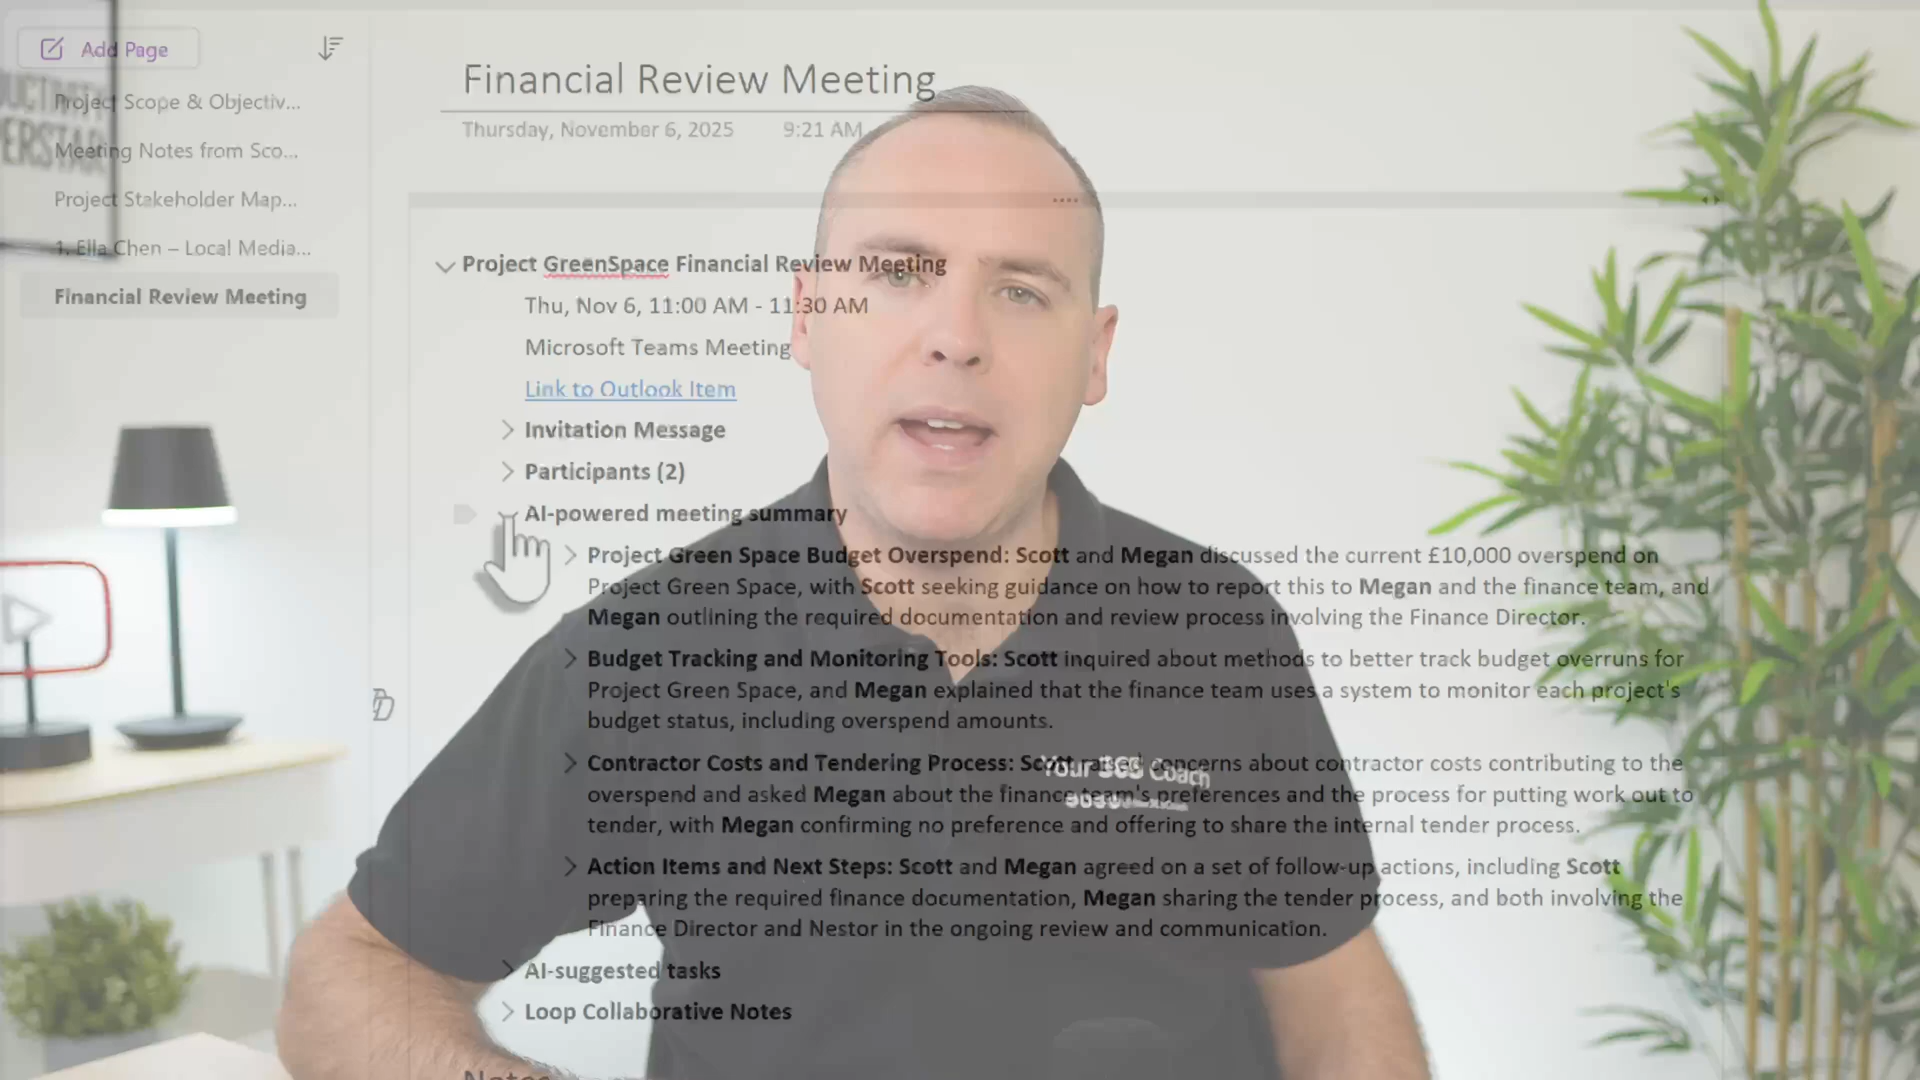 Add Page
Project Scope & Objectiv...
Meeting Notes from Sco...
Project Stakeholder Map...
1. Ella Chen – Local Media...
Financial Review Meeting
Financial Review Meeting
Thursday, November 6, 2025 9:21 AM
Project GreenSpace Financial Review Meeting
Thu, Nov 6, 11:00 AM - 11:30 AM
Microsoft Teams Meeting
Link to Outlook Item
Invitation Message
Participants (2)
AI-powered meeting summary
Project Green Space Budget Overspend: Scott and Megan discussed the current £10,000 overspend on
Project Green Space, with Scott seeking guidance on how to report this to Megan and the finance team, and
Megan outlining the required documentation and review process involving the Finance Director.
Budget Tracking and Monitoring Tools: Scott inquired about methods to better track budget overruns for
Project Green Space, and Megan explained that the finance team uses a system to monitor each project's
budget status, including overspend amounts.
Contractor Costs and Tendering Process: Scott raised concerns about contractor costs contributing to the
overspend and asked Megan about the finance team's preferences and the process for putting work out to
tender, with Megan confirming no preference and offering to share the internal tender process.
Action Items and Next Steps: Scott and Megan agreed on a set of follow-up actions, including Scott
preparing the required finance documentation, Megan sharing the tender process, and both involving the
Finance Director and Nestor in the ongoing review and communication.
AI-suggested tasks
Loop Collaborative Notes
Notes
Your 365 Coach